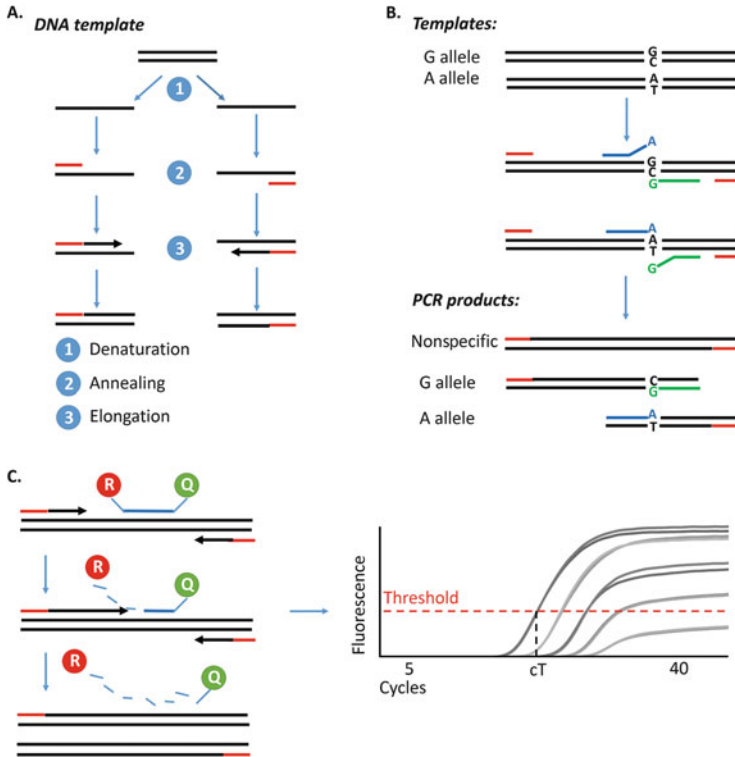 A.
DNA template
1
2
3
1 Denaturation
2 Annealing
3 Elongation
B.
Templates:
G allele
G
C
A allele
A
T
A
G
C
G
A
A
T
G
PCR products:
Nonspecific
G allele
C
G
A allele
A
T
C.
R Q
R Q
R Q
Fluorescence
Threshold
5 cT 40
Cycles